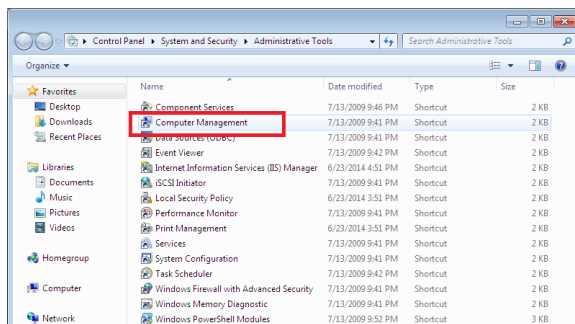 Control Panel ▸ System and Security ▸ Administrative Tools Search Administrative Tools
Organize
Name Date modified Type Size
Favorites
Desktop
Downloads
Recent Places
Libraries
Documents
Music
Pictures
Videos
Homegroup
Computer
Network
Component Services 7/13/2009 9:46 PM Shortcut 2 KB
Computer Management 7/13/2009 9:41 PM Shortcut 2 KB
Data Sources (ODBC) 7/13/2009 9:41 PM Shortcut 2 KB
Event Viewer 7/13/2009 9:42 PM Shortcut 2 KB
Internet Information Services (IIS) Manager 6/23/2014 4:51 PM Shortcut 2 KB
iSCSI Initiator 7/13/2009 9:41 PM Shortcut 2 KB
Local Security Policy 6/23/2014 3:51 PM Shortcut 2 KB
Performance Monitor 7/13/2009 9:41 PM Shortcut 2 KB
Print Management 6/23/2014 3:51 PM Shortcut 2 KB
Services 7/13/2009 9:41 PM Shortcut 2 KB
System Configuration 7/13/2009 9:41 PM Shortcut 2 KB
Task Scheduler 7/13/2009 9:42 PM Shortcut 2 KB
Windows Firewall with Advanced Security 7/13/2009 9:41 PM Shortcut 2 KB
Windows Memory Diagnostic 7/13/2009 9:41 PM Shortcut 2 KB
Windows PowerShell Modules 7/13/2009 9:52 PM Shortcut 3 KB